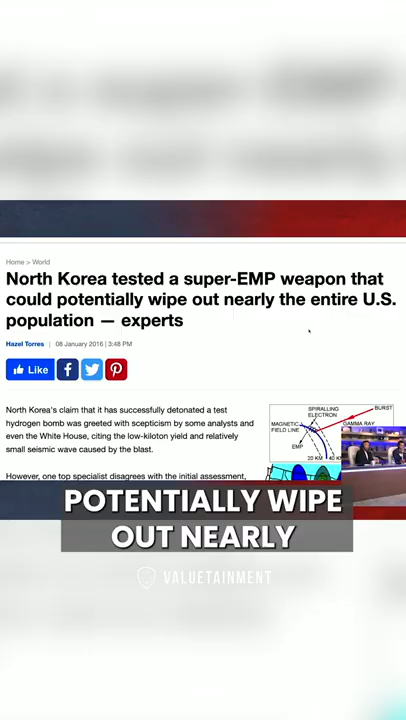 Home > World
North Korea tested a super-EMP weapon that
could potentially wipe out nearly the entire U.S.
population — experts
Hazel Torres | 08 January 2016 | 3:48 PM
Like
North Korea's claim that it has successfully detonated a test
hydrogen bomb was greeted with scepticism by some analysts and
even the White House, citing the low-kiloton yield and relatively
small seismic wave caused by the blast.
However, one top specialist disagrees with the initial assessment,
SPIRALLING
ELECTRON
BURST
MAGNETIC
FIELD LINE
GAMMA RAY
EMP
20 KM
40 K
POTENTIALLY WIPE
OUT NEARLY
VALUETAINMENT